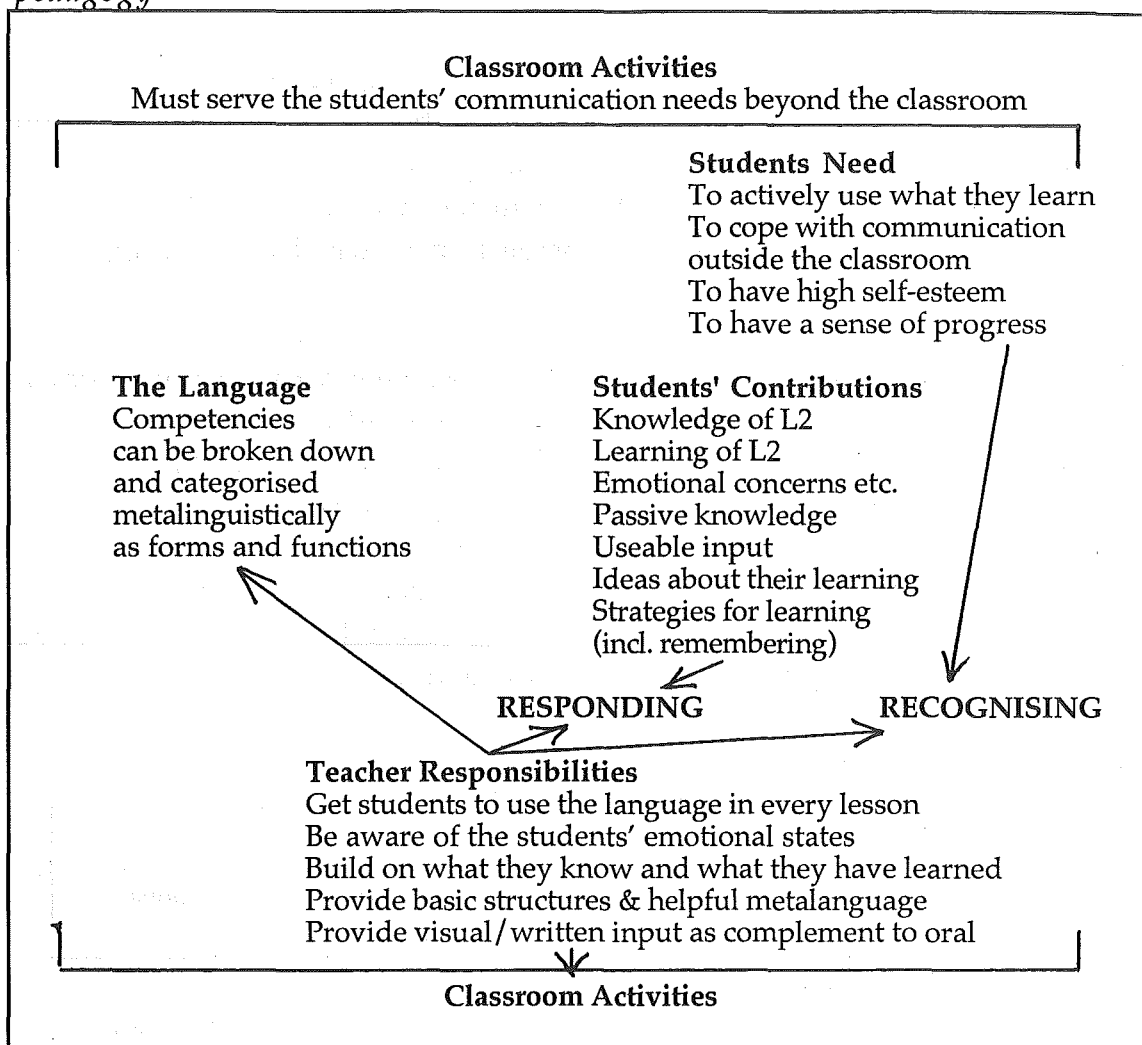 pedagogy
Classroom Activities
Must serve the students' communication needs beyond the classroom
Students Need
To actively use what they learn
To cope with communication
outside the classroom
To have high self-esteem
To have a sense of progress
The Language
Competencies
can be broken down
and categorised
metalinguistically
as forms and functions
Students' Contributions
Knowledge of L2
Learning of L2
Emotional concerns etc.
Passive knowledge
Useable input
Ideas about their learning
Strategies for learning
(incl. remembering)
RESPONDING RECOGNISING
Teacher Responsibilities
Get students to use the language in every lesson
Be aware of the students' emotional states
Build on what they know and what they have learned
Provide basic structures & helpful metalanguage
Provide visual/written input as complement to oral
Classroom Activities